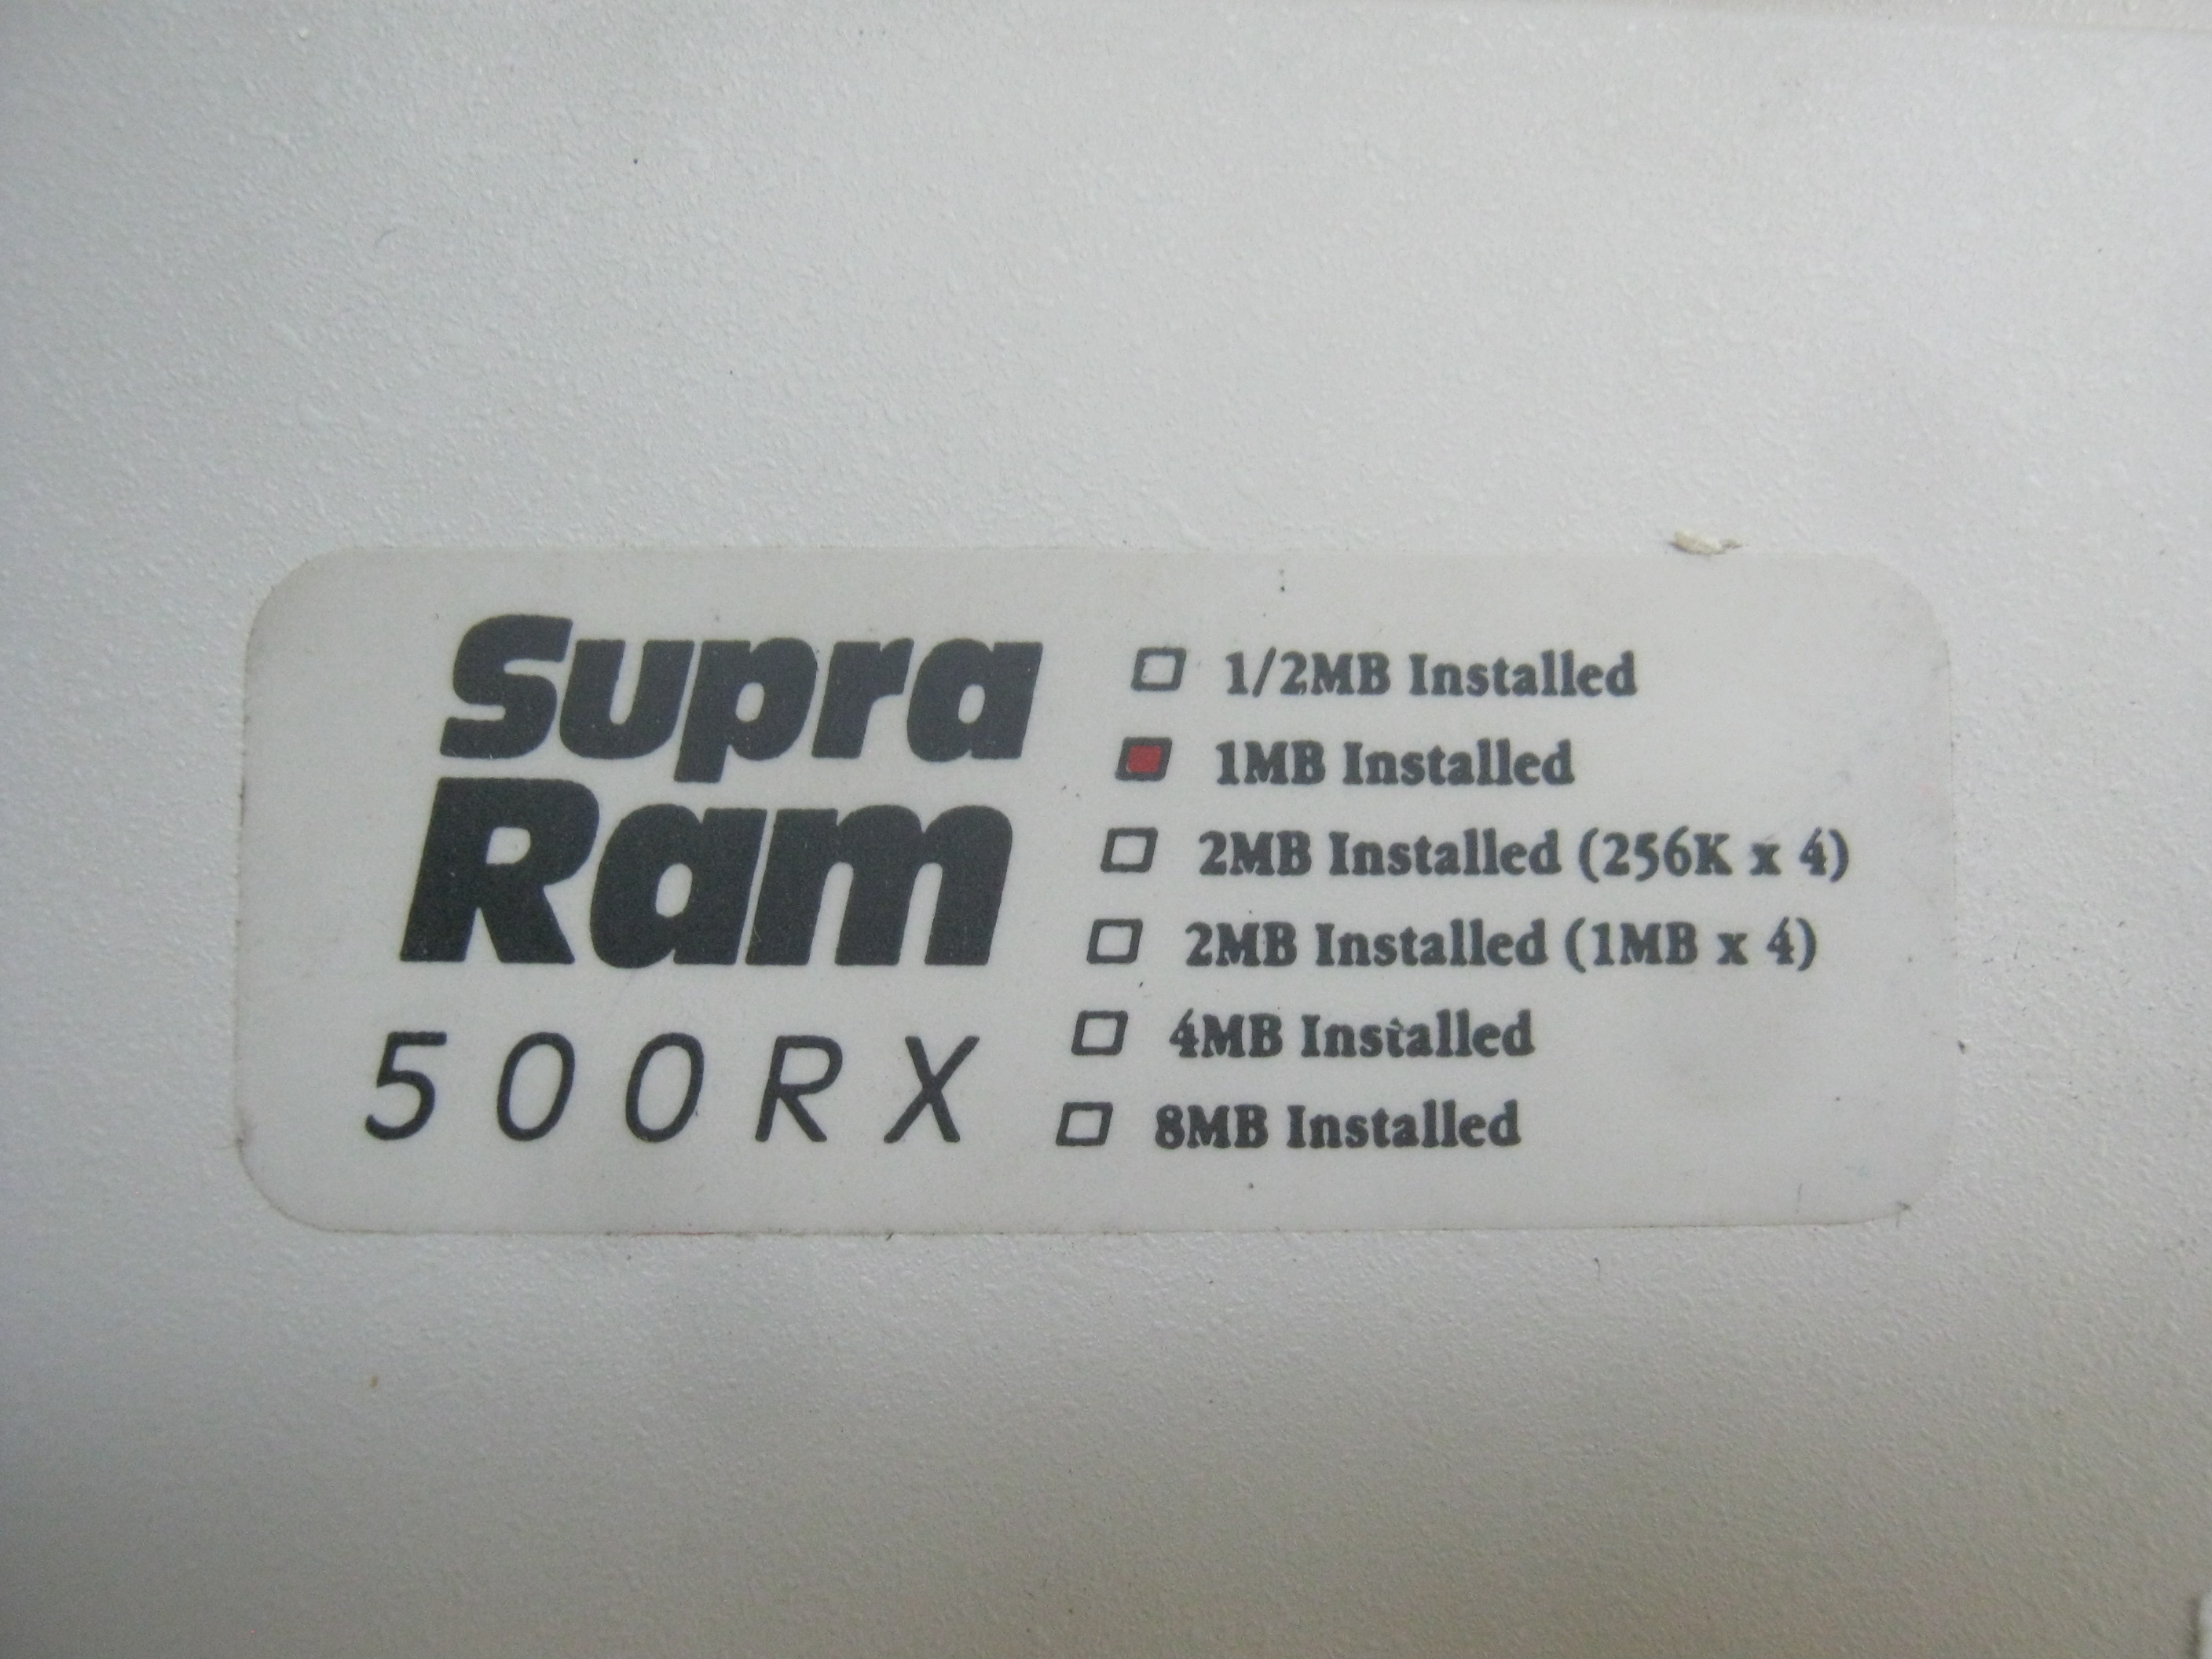 Supra
Ram
500RX
1/2MB Installed
1MB Installed
2MB Installed (256K x 4)
2MB Installed (1MB x 4)
4MB Installed
8MB Installed